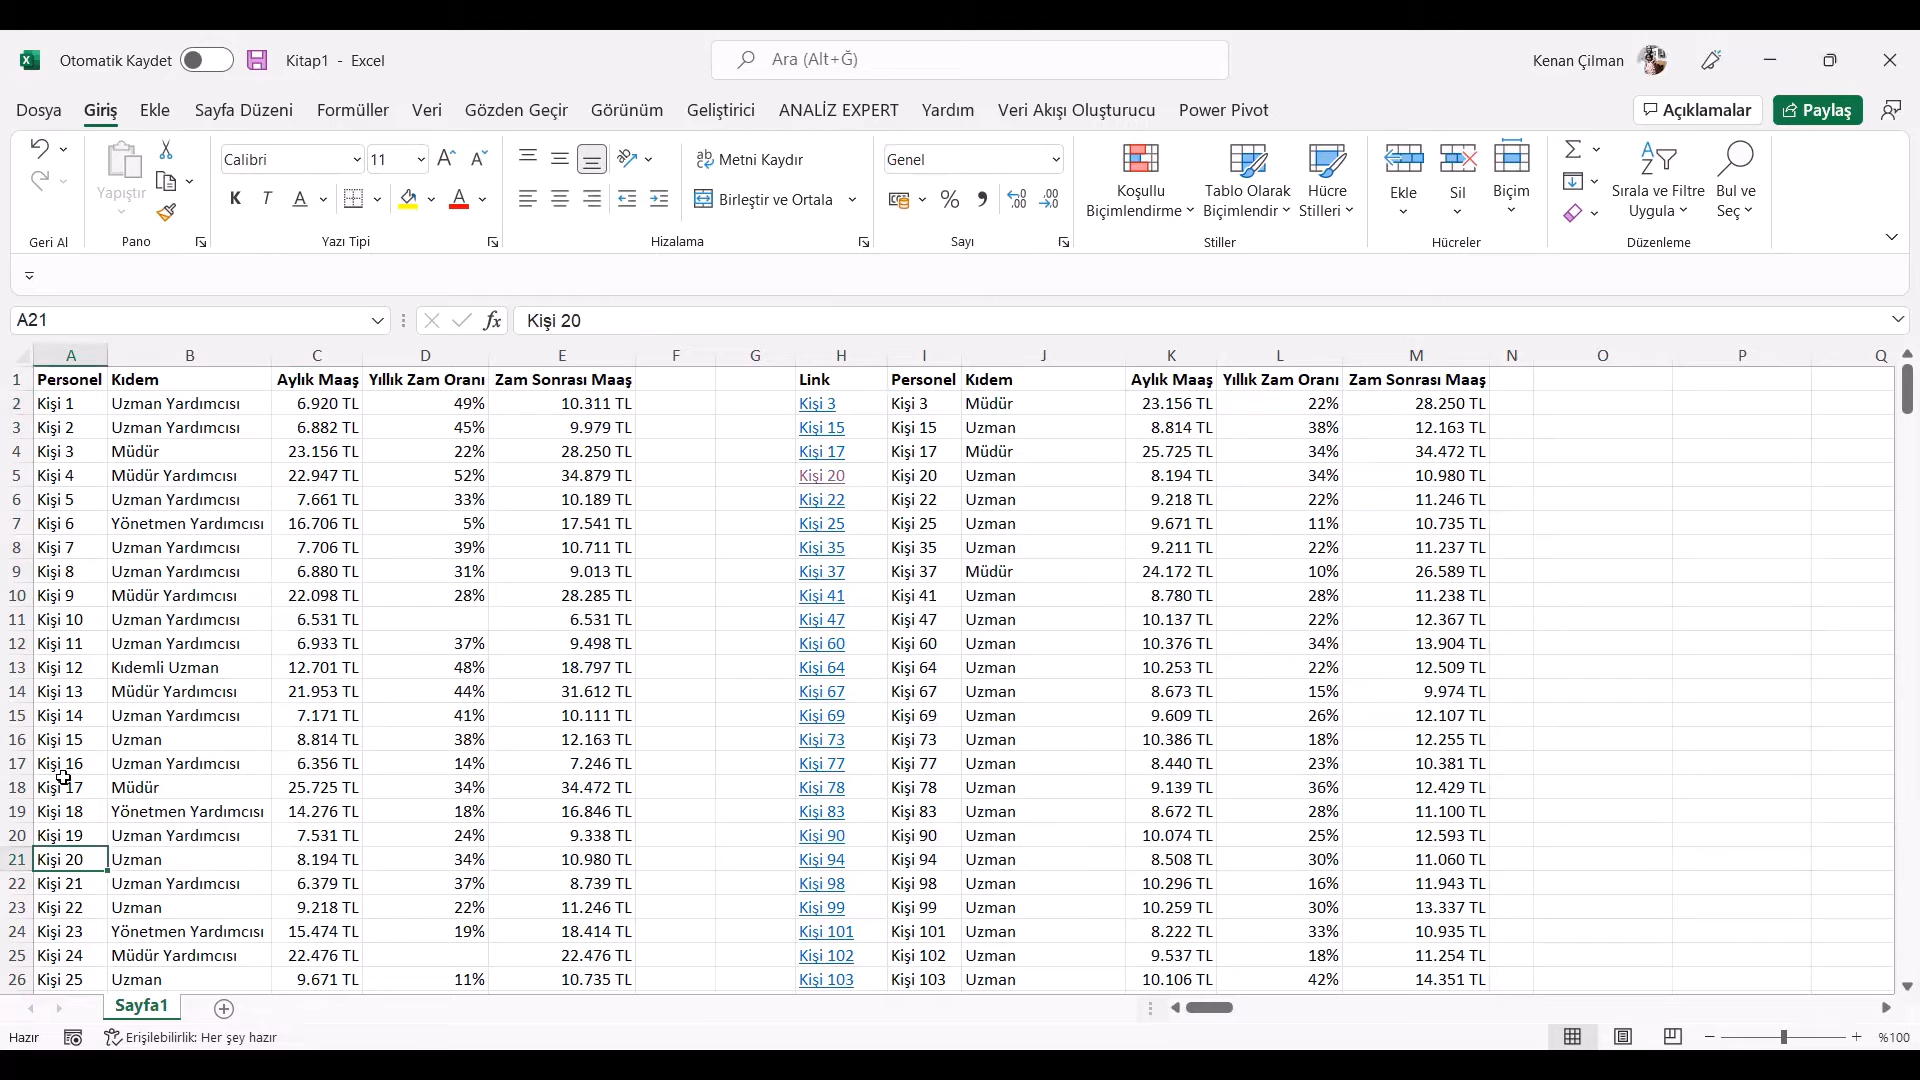 Otomatik Kaydet Kitap1 - Excel Ara (Alt+Ğ) Kenan Çilman
Dosya Giriş Ekle Sayfa Düzeni Formüller Veri Gözden Geçir Görünüm Geliştirici ANALİZ EXPERT Yardım Veri Akışı Oluşturucu Power Pivot Açıklamalar Paylaş
Yapıştır Calibri 11 Metni Kaydır Genel Koşullu Biçimlendirme Tablo Olarak Biçimlendir Hücre Stilleri Ekle Sil Biçim Sırala ve Filtre Uygula Bul ve Seç
K T A Birleştir ve Ortala
Geri Al Pano Yazı Tipi Hizalama Sayı Stiller Hücreler Düzenleme
A21 fx Kişi 20
A B C D E F G H I J K L M N O P Q
1 Personel Kıdem Aylık Maaş Yıllık Zam Oranı Zam Sonrası Maaş Link Personel Kıdem Aylık Maaş Yıllık Zam Oranı Zam Sonrası Maaş
2 Kişi 1 Uzman Yardımcısı 6.920 TL 49% 10.311 TL Kişi 3 Kişi 3 Müdür 23.156 TL 22% 28.250 TL
3 Kişi 2 Uzman Yardımcısı 6.882 TL 45% 9.979 TL Kişi 15 Kişi 15 Uzman 8.814 TL 38% 12.163 TL
4 Kişi 3 Müdür 23.156 TL 22% 28.250 TL Kişi 17 Kişi 17 Müdür 25.725 TL 34% 34.472 TL
5 Kişi 4 Müdür Yardımcısı 22.947 TL 52% 34.879 TL Kişi 20 Kişi 20 Uzman 8.194 TL 34% 10.980 TL
6 Kişi 5 Uzman Yardımcısı 7.661 TL 33% 10.189 TL Kişi 22 Kişi 22 Uzman 9.218 TL 22% 11.246 TL
7 Kişi 6 Yönetmen Yardımcısı 16.706 TL 5% 17.541 TL Kişi 25 Kişi 25 Uzman 9.671 TL 11% 10.735 TL
8 Kişi 7 Uzman Yardımcısı 7.706 TL 39% 10.711 TL Kişi 35 Kişi 35 Uzman 9.211 TL 22% 11.237 TL
9 Kişi 8 Uzman Yardımcısı 6.880 TL 31% 9.013 TL Kişi 37 Kişi 37 Müdür 24.172 TL 10% 26.589 TL
10 Kişi 9 Müdür Yardımcısı 22.098 TL 28% 28.285 TL Kişi 41 Kişi 41 Uzman 8.780 TL 28% 11.238 TL
11 Kişi 10 Uzman Yardımcısı 6.531 TL 6.531 TL Kişi 47 Kişi 47 Uzman 10.137 TL 22% 12.367 TL
12 Kişi 11 Uzman Yardımcısı 6.933 TL 37% 9.498 TL Kişi 60 Kişi 60 Uzman 10.376 TL 34% 13.904 TL
13 Kişi 12 Kıdemli Uzman 12.701 TL 48% 18.797 TL Kişi 64 Kişi 64 Uzman 10.253 TL 22% 12.509 TL
14 Kişi 13 Müdür Yardımcısı 21.953 TL 44% 31.612 TL Kişi 67 Kişi 67 Uzman 8.673 TL 15% 9.974 TL
15 Kişi 14 Uzman Yardımcısı 7.171 TL 41% 10.111 TL Kişi 69 Kişi 69 Uzman 9.609 TL 26% 12.107 TL
16 Kişi 15 Uzman 8.814 TL 38% 12.163 TL Kişi 73 Kişi 73 Uzman 10.386 TL 18% 12.255 TL
17 Kişi 16 Uzman Yardımcısı 6.356 TL 14% 7.246 TL Kişi 77 Kişi 77 Uzman 8.440 TL 23% 10.381 TL
18 Kişi 17 Müdür 25.725 TL 34% 34.472 TL Kişi 78 Kişi 78 Uzman 9.139 TL 36% 12.429 TL
19 Kişi 18 Yönetmen Yardımcısı 14.276 TL 18% 16.846 TL Kişi 83 Kişi 83 Uzman 8.672 TL 28% 11.100 TL
20 Kişi 19 Uzman Yardımcısı 7.531 TL 24% 9.338 TL Kişi 90 Kişi 90 Uzman 10.074 TL 25% 12.593 TL
21 Kişi 20 Uzman 8.194 TL 34% 10.980 TL Kişi 94 Kişi 94 Uzman 8.508 TL 30% 11.060 TL
22 Kişi 21 Uzman Yardımcısı 6.379 TL 37% 8.739 TL Kişi 98 Kişi 98 Uzman 10.296 TL 16% 11.943 TL
23 Kişi 22 Uzman 9.218 TL 22% 11.246 TL Kişi 99 Kişi 99 Uzman 10.259 TL 30% 13.337 TL
24 Kişi 23 Yönetmen Yardımcısı 15.474 TL 19% 18.414 TL Kişi 101 Kişi 101 Uzman 8.222 TL 33% 10.935 TL
25 Kişi 24 Müdür Yardımcısı 22.476 TL 22.476 TL Kişi 102 Kişi 102 Uzman 9.537 TL 18% 11.254 TL
26 Kişi 25 Uzman 9.671 TL 11% 10.735 TL Kişi 103 Kişi 103 Uzman 10.106 TL 42% 14.351 TL
Sayfa1
Hazır Erişilebilirlik: Her şey hazır %100